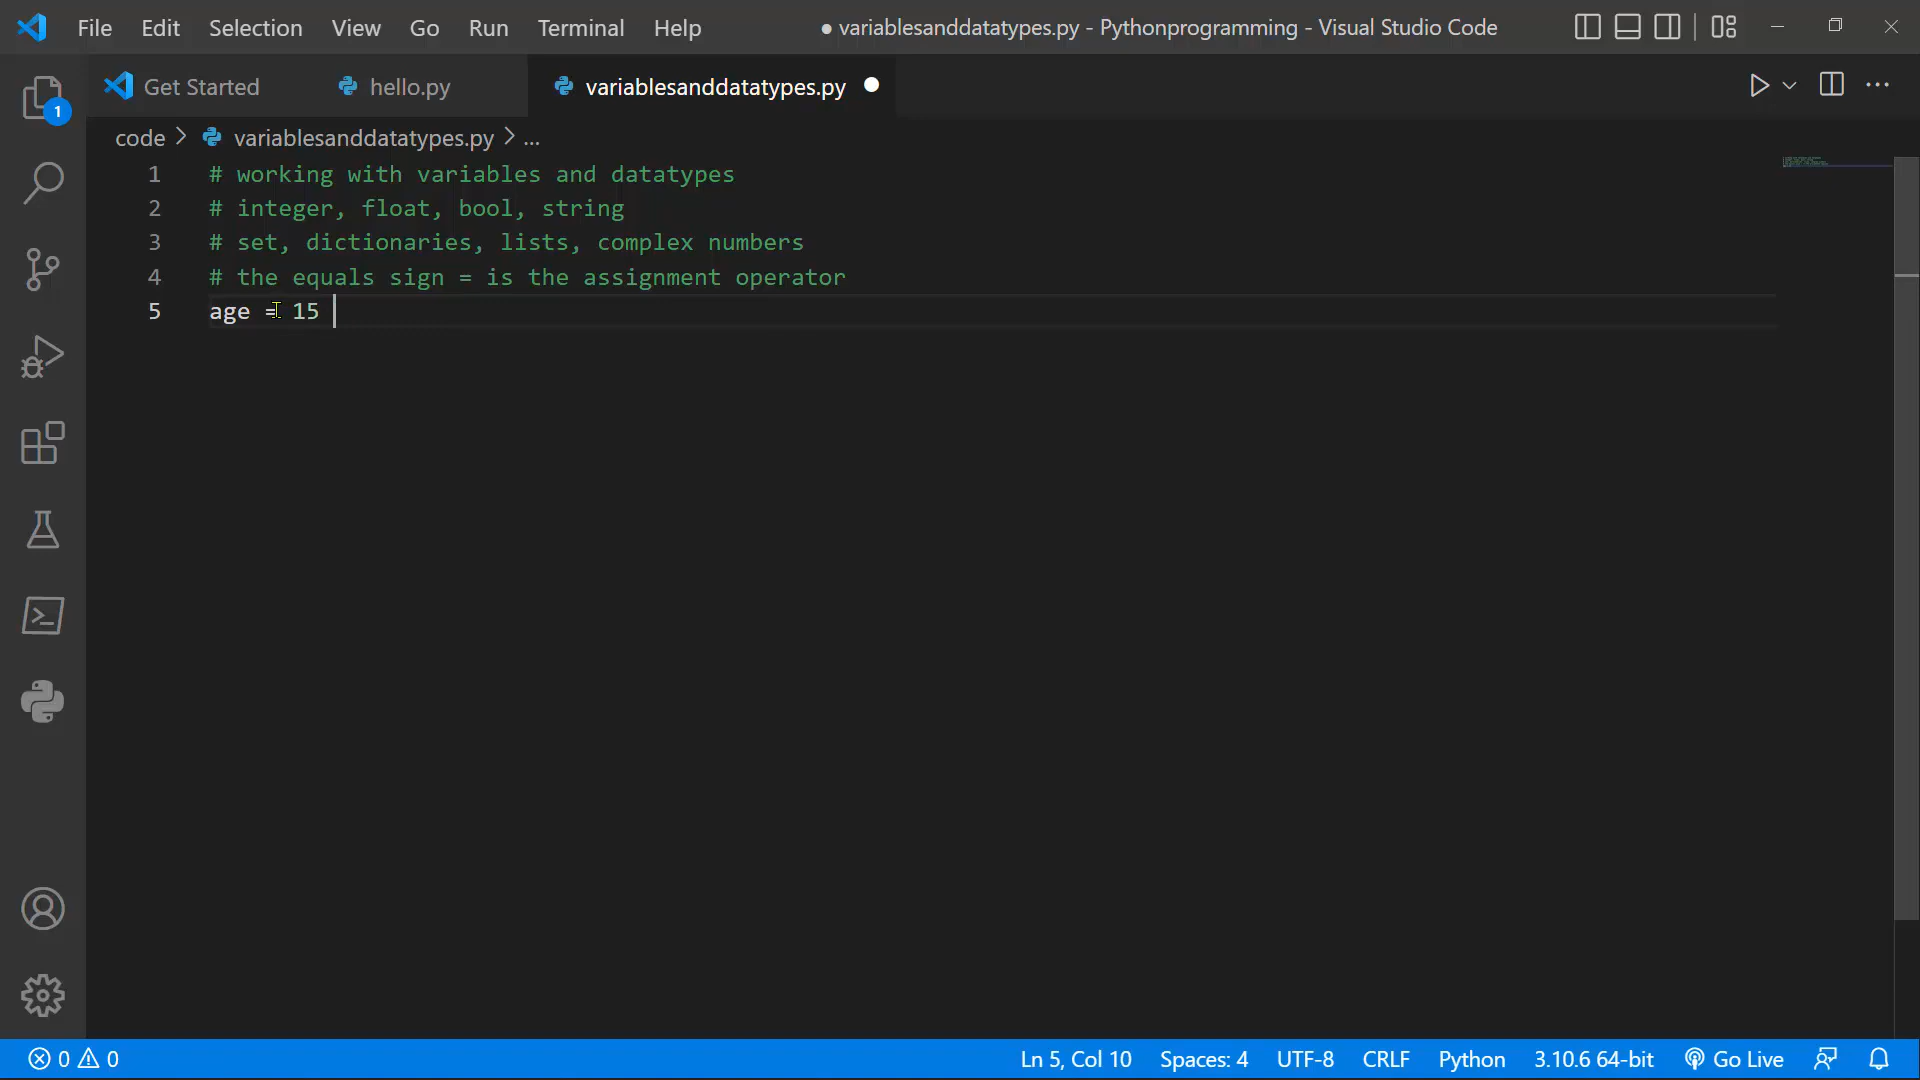 File Edit Selection View Go Run Terminal Help ● variablesanddatatypes.py - Pythonprogramming - Visual Studio Code
Get Started hello.py variablesanddatatypes.py
1
code > variablesanddatatypes.py > ...
1 # working with variables and datatypes
2 # integer, float, bool, string
3 # set, dictionaries, lists, complex numbers
4 # the equals sign = is the assignment operator
5 age = 15
0 0 Ln 5, Col 10 Spaces: 4 UTF-8 CRLF Python 3.10.6 64-bit Go Live